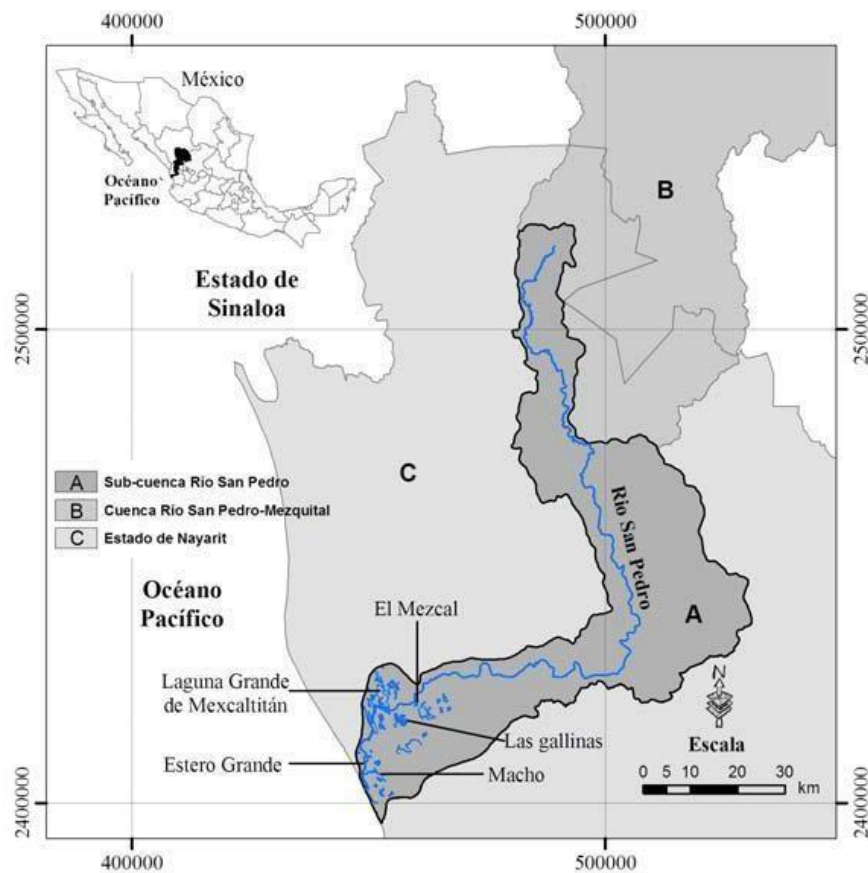 400000
500000
México
Océano
Pacífico
B
Estado de
Sinaloa
2500000
2500000
C
A Sub-cuenca Río San Pedro
B Cuenca Río San Pedro-Mezquital
C Estado de Nayarit
Río San Pedro
Océano
Pacífico
El Mezcal
A
Laguna Grande
de Mexcaltitán
N
Las gallinas
Escala
Estero Grande
Macho
0 5 10 20 30
km
2400000
2400000
400000
500000